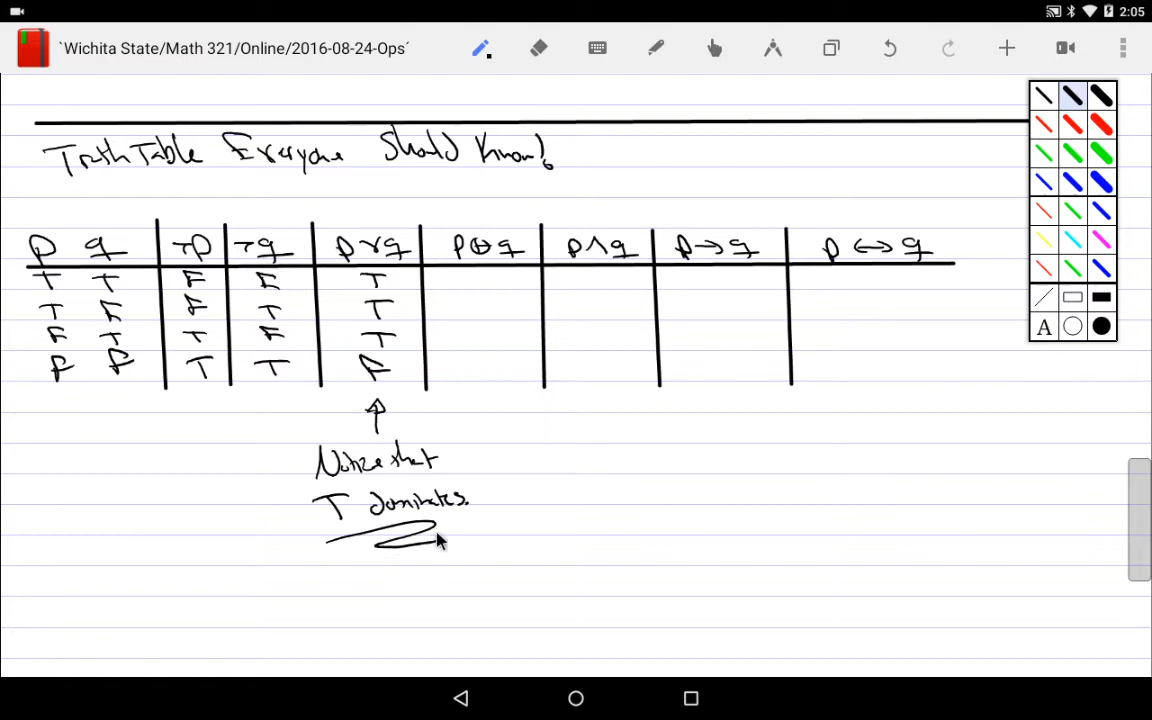 2:05
`Wichita State/Math 321/Online/2016-08-24-Ops´
Truth Table Everyone Should Know!
p q ¬p ¬q p∨q p⊕q p∧q p→q p↔q
T T F F T
T F F T T
F T T F T
F F T T F
Notice that
T dominates.
A